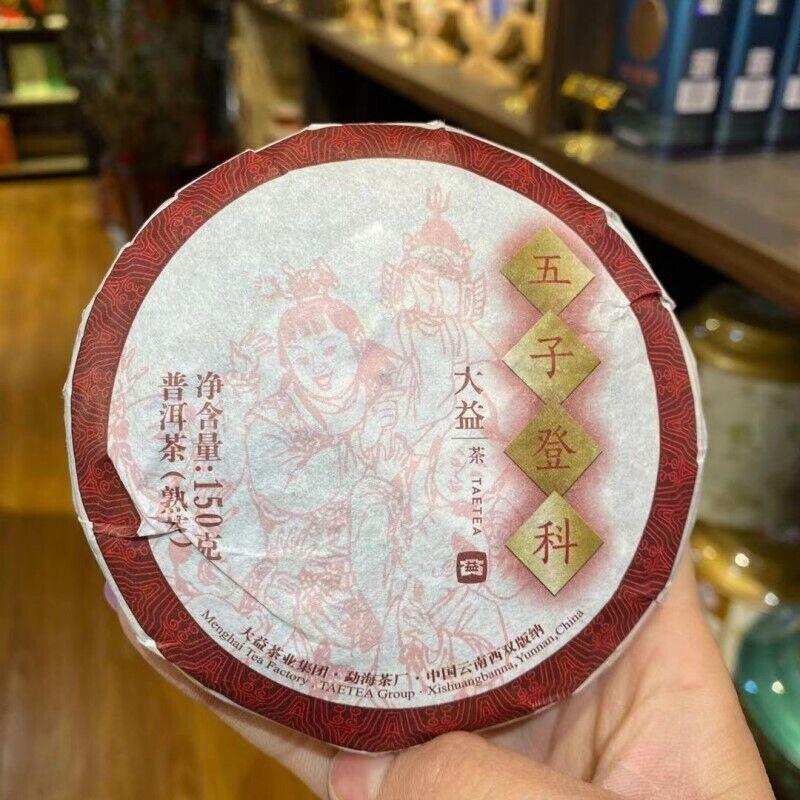 五子登科
大益 茶 TAETEA
益
净含量:150克
普洱茶(熟茶)
大益茶业集团·勐海茶厂·中国云南西双版纳
Menghai Tea Factory, TAETEA Group · Xishuangbanna, Yunnan, China